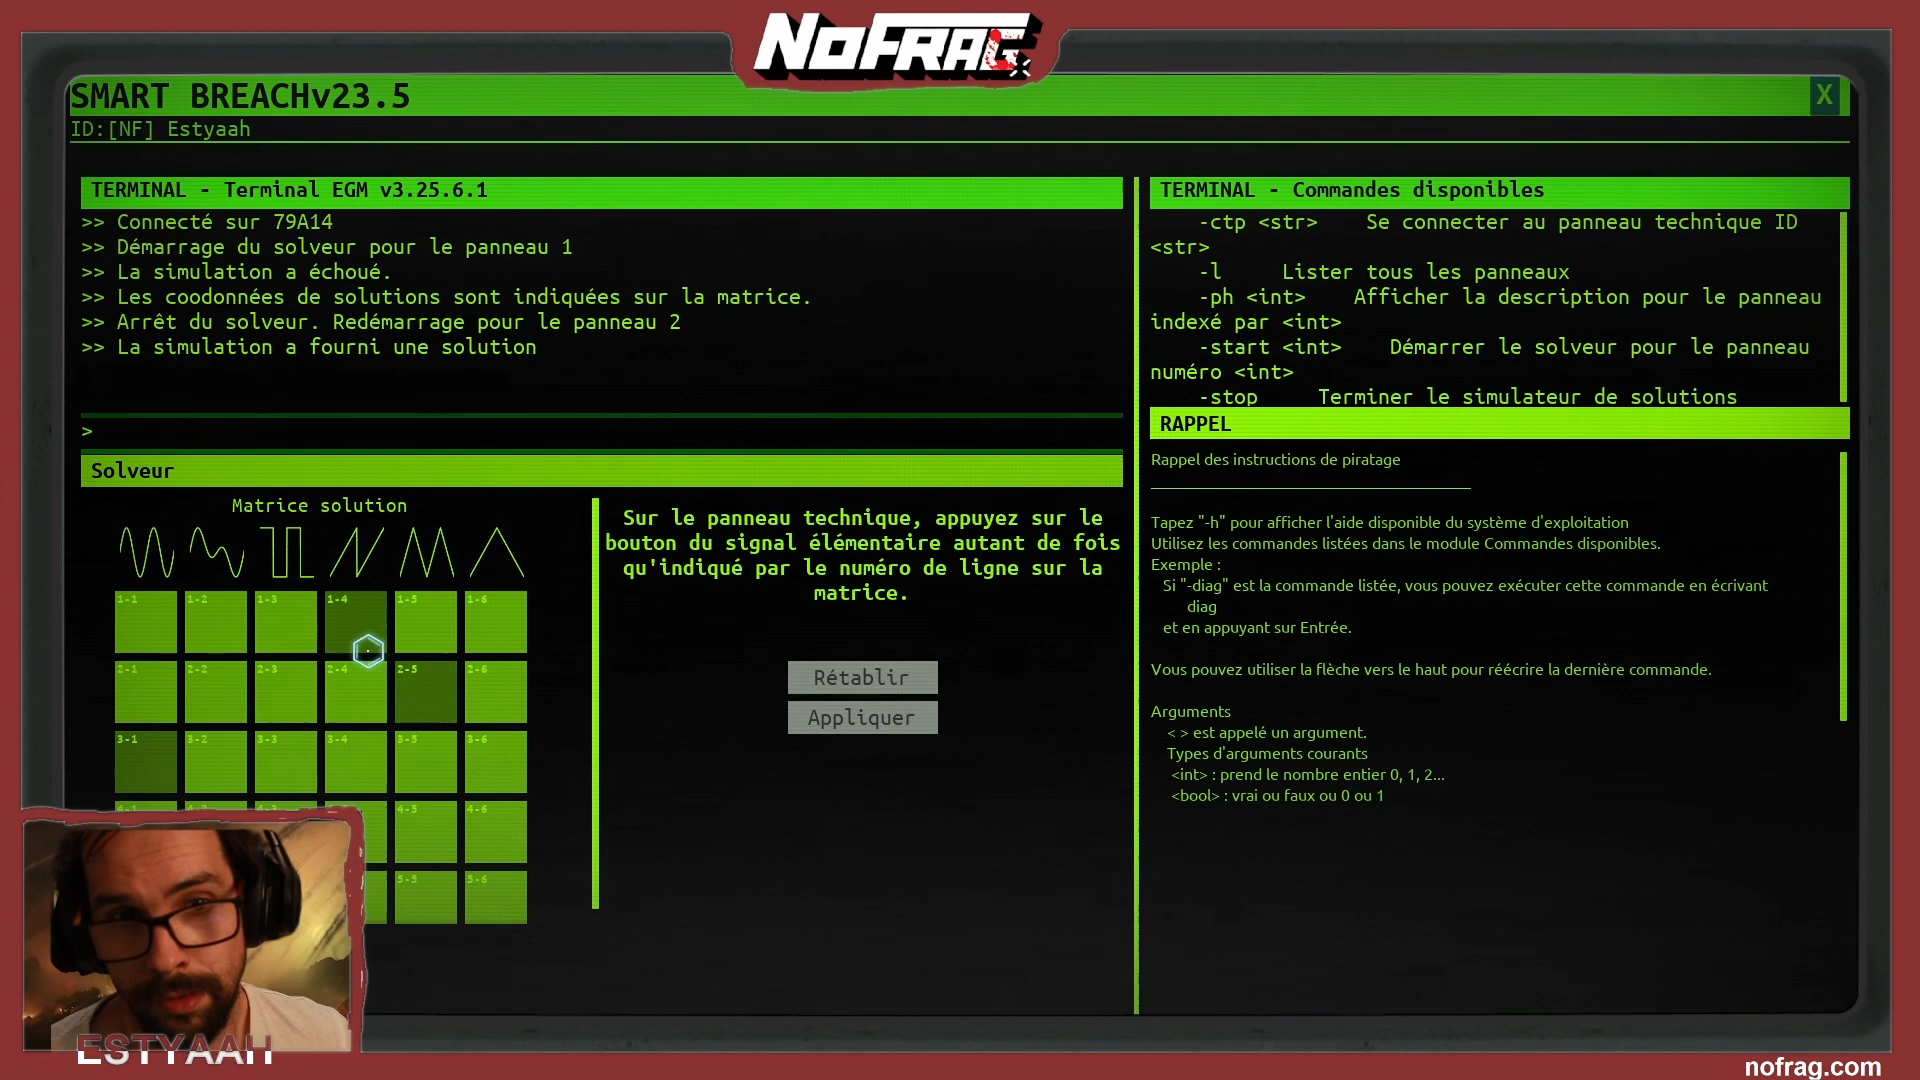 NOFRAG
SMART BREACHv23.5
X
ID:[NF] Estyaah
TERMINAL - Terminal EGM v3.25.6.1
>> Connecté sur 79A14
>> Démarrage du solveur pour le panneau 1
>> La simulation a échoué.
>> Les coodonnées de solutions sont indiquées sur la matrice.
>> Arrêt du solveur. Redémarrage pour le panneau 2
>> La simulation a fourni une solution
>
Solveur
Matrice solution
1-1 1-2 1-3 1-4 1-5 1-6
2-1 2-2 2-3 2-4 2-5 2-6
3-1 3-2 3-3 3-4 3-5 3-6
4-5 4-6
5-5 5-6
Sur le panneau technique, appuyez sur le
bouton du signal élémentaire autant de fois
qu'indiqué par le numéro de ligne sur la
matrice.
Rétablir
Appliquer
TERMINAL - Commandes disponibles
-ctp <str> Se connecter au panneau technique ID
<str>
-l Lister tous les panneaux
-ph <int> Afficher la description pour le panneau
indexé par <int>
-start <int> Démarrer le solveur pour le panneau
numéro <int>
-stop Terminer le simulateur de solutions
RAPPEL
Rappel des instructions de piratage
Tapez "-h" pour afficher l'aide disponible du système d'exploitation
Utilisez les commandes listées dans le module Commandes disponibles.
Exemple :
Si "-diag" est la commande listée, vous pouvez exécuter cette commande en écrivant
diag
et en appuyant sur Entrée.
Vous pouvez utiliser la flèche vers le haut pour réécrire la dernière commande.
Arguments
< > est appelé un argument.
Types d'arguments courants
<int> : prend le nombre entier 0, 1, 2...
<bool> : vrai ou faux ou 0 ou 1
ESTYAAH
nofrag.com